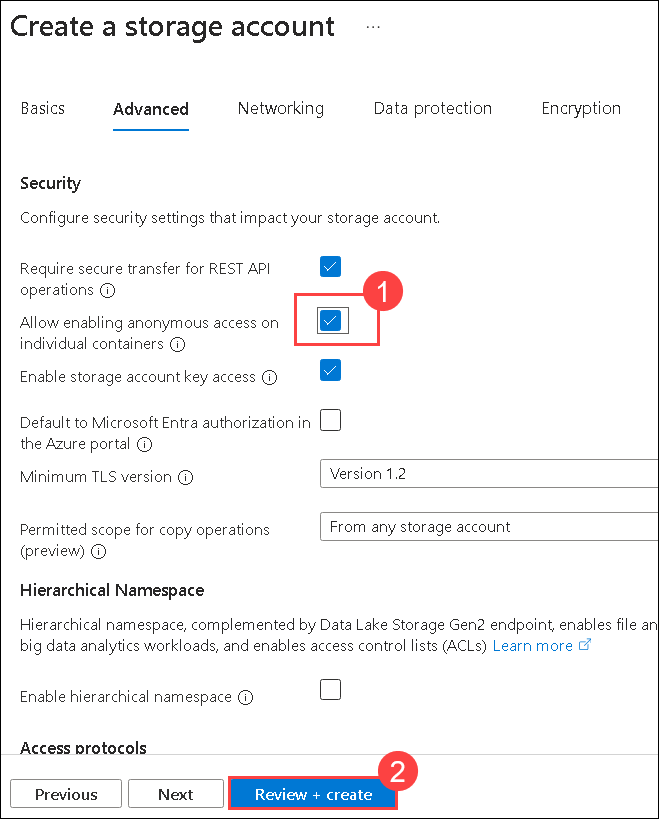 Create a storage account ...
Basics Advanced Networking Data protection Encryption
Security
Configure security settings that impact your storage account.
Require secure transfer for REST API
operations
1
Allow enabling anonymous access on
individual containers
Enable storage account key access
Default to Microsoft Entra authorization in
the Azure portal
Minimum TLS version
Version 1.2
Permitted scope for copy operations
(preview)
From any storage account
Hierarchical Namespace
Hierarchical namespace, complemented by Data Lake Storage Gen2 endpoint, enables file an
big data analytics workloads, and enables access control lists (ACLs) Learn more
Enable hierarchical namespace
Access protocols
2
Previous Next Review + create